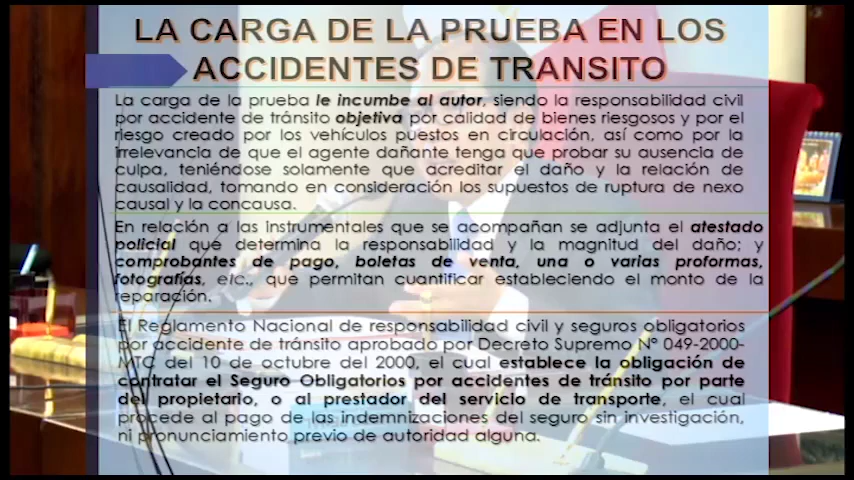 LA CARGA DE LA PRUEBA EN LOS
ACCIDENTES DE TRANSITO
La carga de la prueba le incumbe al autor, siendo la responsabilidad civil
por accidente de tránsito objetiva por calidad de bienes riesgosos y por el
riesgo creado por los vehículos puestos en circulación, así como por la
irrelevancia de que el agente dañante tenga que probar su ausencia de
culpa, teniéndose solamente que acreditar el daño y la relación de
causalidad, tomando en consideración los supuestos de ruptura de nexo
causal y la concausa.
En relación a las instrumentales que se acompañan se adjunta el atestado
policial que determina la responsabilidad y la magnitud del daño; y
comprobantes de pago, boletas de venta, una o varias proformas,
fotografías, etc., que permitan cuantificar estableciendo el monto de la
reparación.
El Reglamento Nacional de responsabilidad civil y seguros obligatorios
por accidente de tránsito aprobado por Decreto Supremo N° 049-2000-
MTC del 10 de octubre del 2000, el cual establece la obligación de
contratar el Seguro Obligatorios por accidentes de tránsito por parte
del propietario, o al prestador del servicio de transporte, el cual
procede al pago de las indemnizaciones del seguro sin investigación,
ni pronunciamiento previo de autoridad alguna.